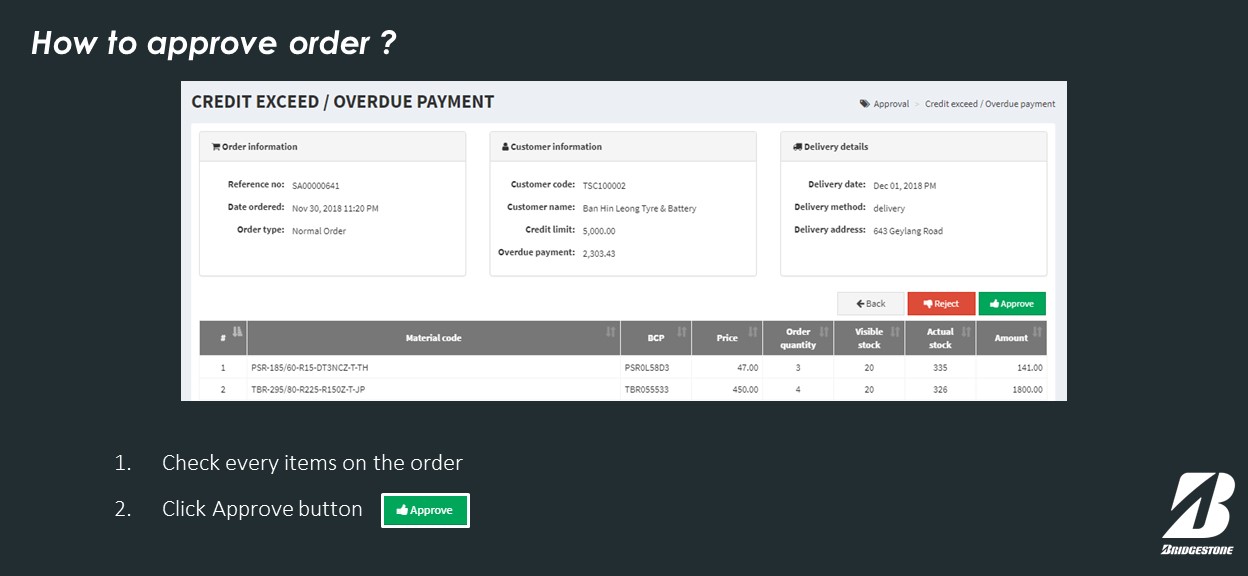 How to approve order ?
CREDIT EXCEED / OVERDUE PAYMENT
Approval > Credit exceed / Overdue payment
Order information
Reference no: SA00000641
Date ordered: Nov 30, 2018 11:20 PM
Order type: Normal Order
Customer information
Customer code: TSC100002
Customer name: Ban Hin Leong Tyre & Battery
Credit limit: 5,000.00
Overdue payment: 2,303.43
Delivery details
Delivery date: Dec 01, 2018 PM
Delivery method: delivery
Delivery address: 643 Geylang Road
Back Reject Approve
# Material code BCP Price Order quantity Visible stock Actual stock Amount
1 PSR-185/60-R15-DT3NCZ-T-TH PSR0L58D3 47.00 3 20 335 141.00
2 TBR-295/80-R225-R150Z-T-JP TBR055533 450.00 4 20 326 1800.00
1. Check every items on the order
2. Click Approve button Approve
BRIDGESTONE